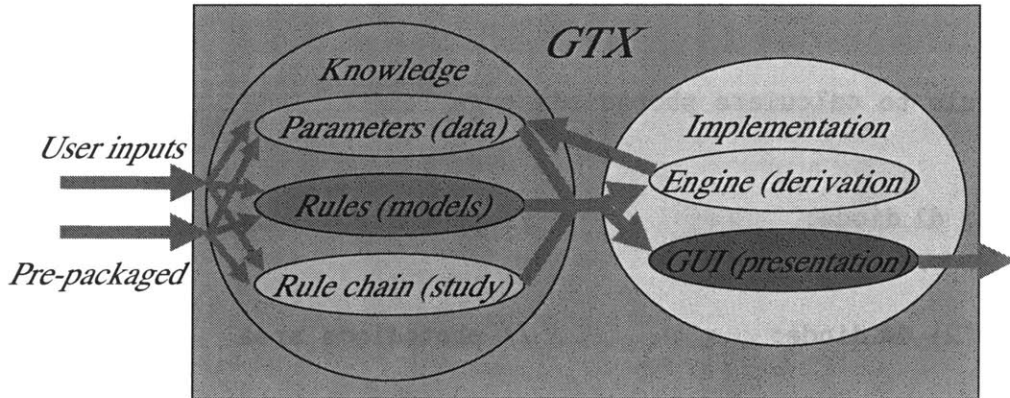 GTX
Knowledge
Parameters (data)
Implementation
User inputs
Engine (derivation)
Rules (models)
GUI (presentation)
Pre-packaged
Rule chain (study)